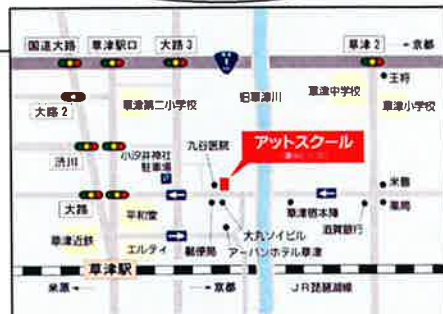 国道大路
草津駅口
大路3
1
草津2
←京都
王将
大路2
草津第二小学校
旧草津川
草津中学校
草津小学校
九谷医院
アットスクール
渋川
小汐井神社
駐車場
P
大路
平和堂
米飯
草津宿本陣
薬局
滋賀銀行
草津近鉄
エルティ
郵便局
大丸ソイビル
アーバンホテル草津
草津駅
米原←
→京都
JR琵琶湖線